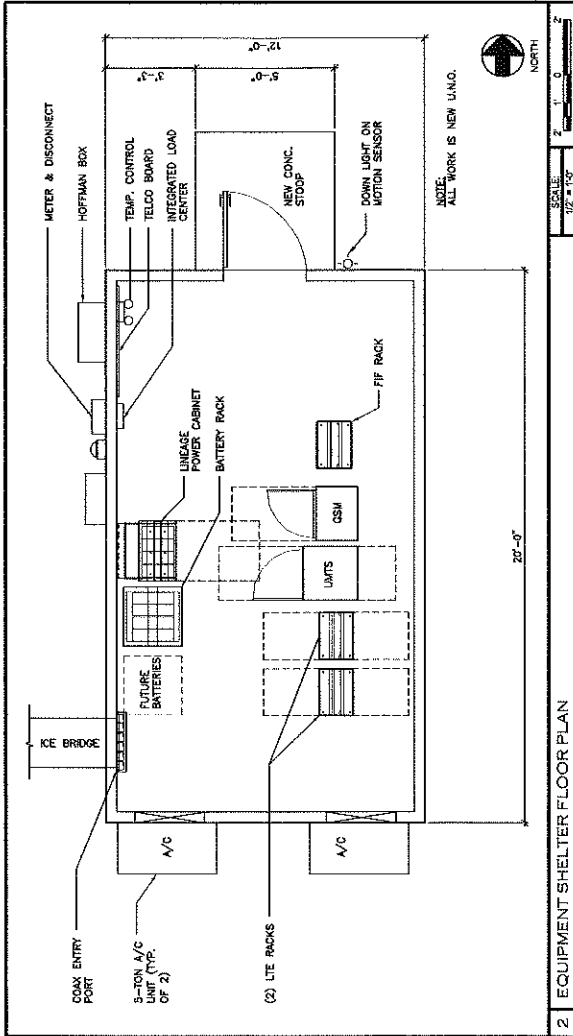 METER & DISCONNECT
HOFFMAN BOX
TEMP. CONTROL
TELCO BOARD
INTEGRATED LOAD
CENTER
12'-0"
3'-3"
5'-0"
NEW CONC.
STOOP
DOWN LIGHT ON
MOTION SENSOR
NORTH
NOTE:
ALL WORK IS NEW U.N.O.
LINEAGE
POWER CABINET
BATTERY RACK
FIF RACK
GSM
UMTS
FUTURE
BATTERIES
ICE BRIDGE
COAX ENTRY
PORT
A/C
A/C
5-TON A/C
UNIT (TYP.
OF 2)
(2) LTE RACKS
20'-0"
2 EQUIPMENT SHELTER FLOOR PLAN
SCALE:
1/2" = 1'-0"
2' 1' 0 2'